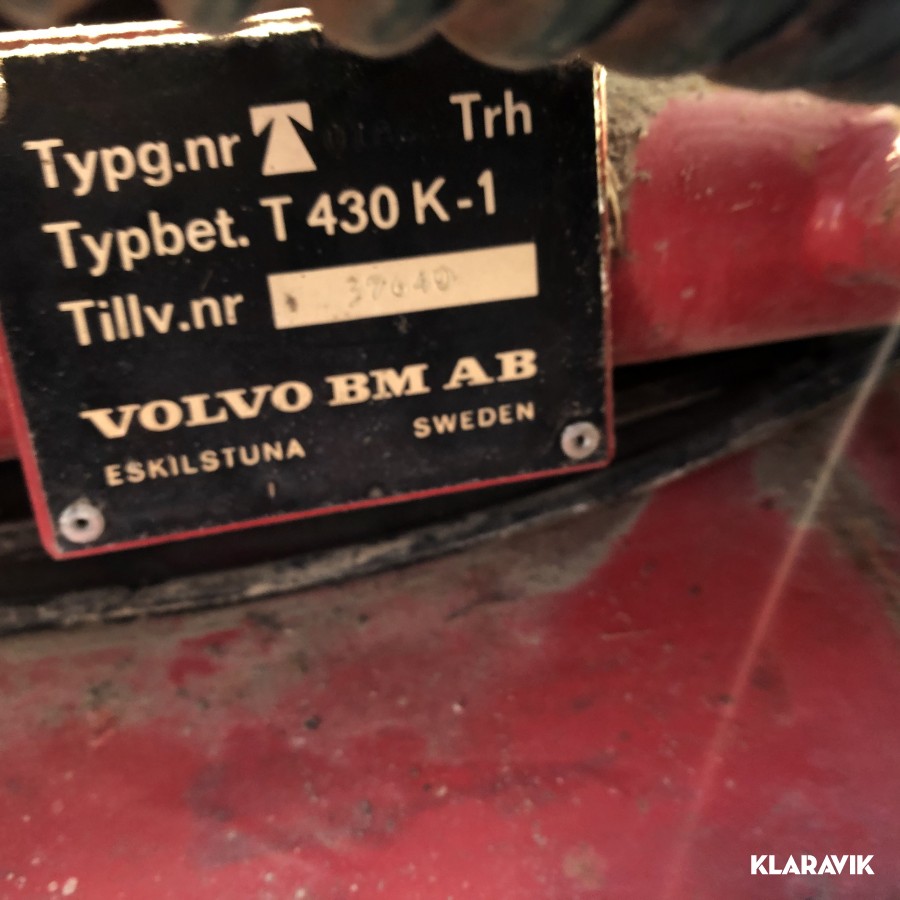 Typg.nr T Trh
Typbet. T 430 K-1
Tillv.nr
VOLVO BM AB
ESKILSTUNA SWEDEN
KLARAVIK